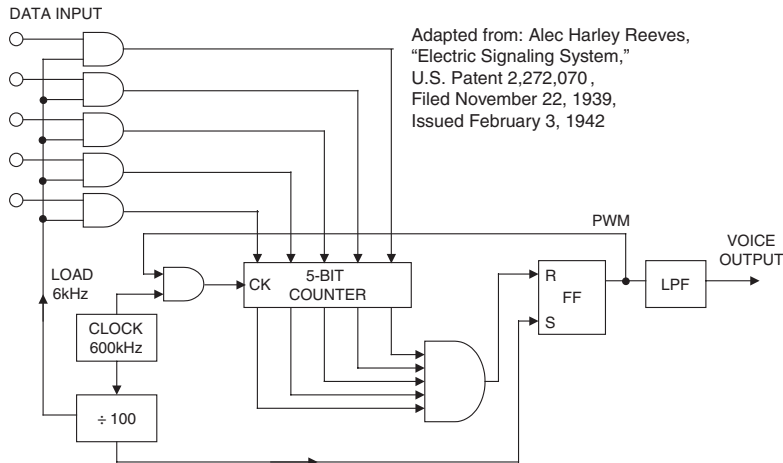 DATA INPUT
Adapted from: Alec Harley Reeves,
“Electric Signaling System,”
U.S. Patent 2,272,070 ,
Filed November 22, 1939,
Issued February 3, 1942
PWM
VOICE
OUTPUT
LOAD
6kHz
CK
5-BIT
COUNTER
R
FF
S
LPF
CLOCK
600kHz
÷ 100